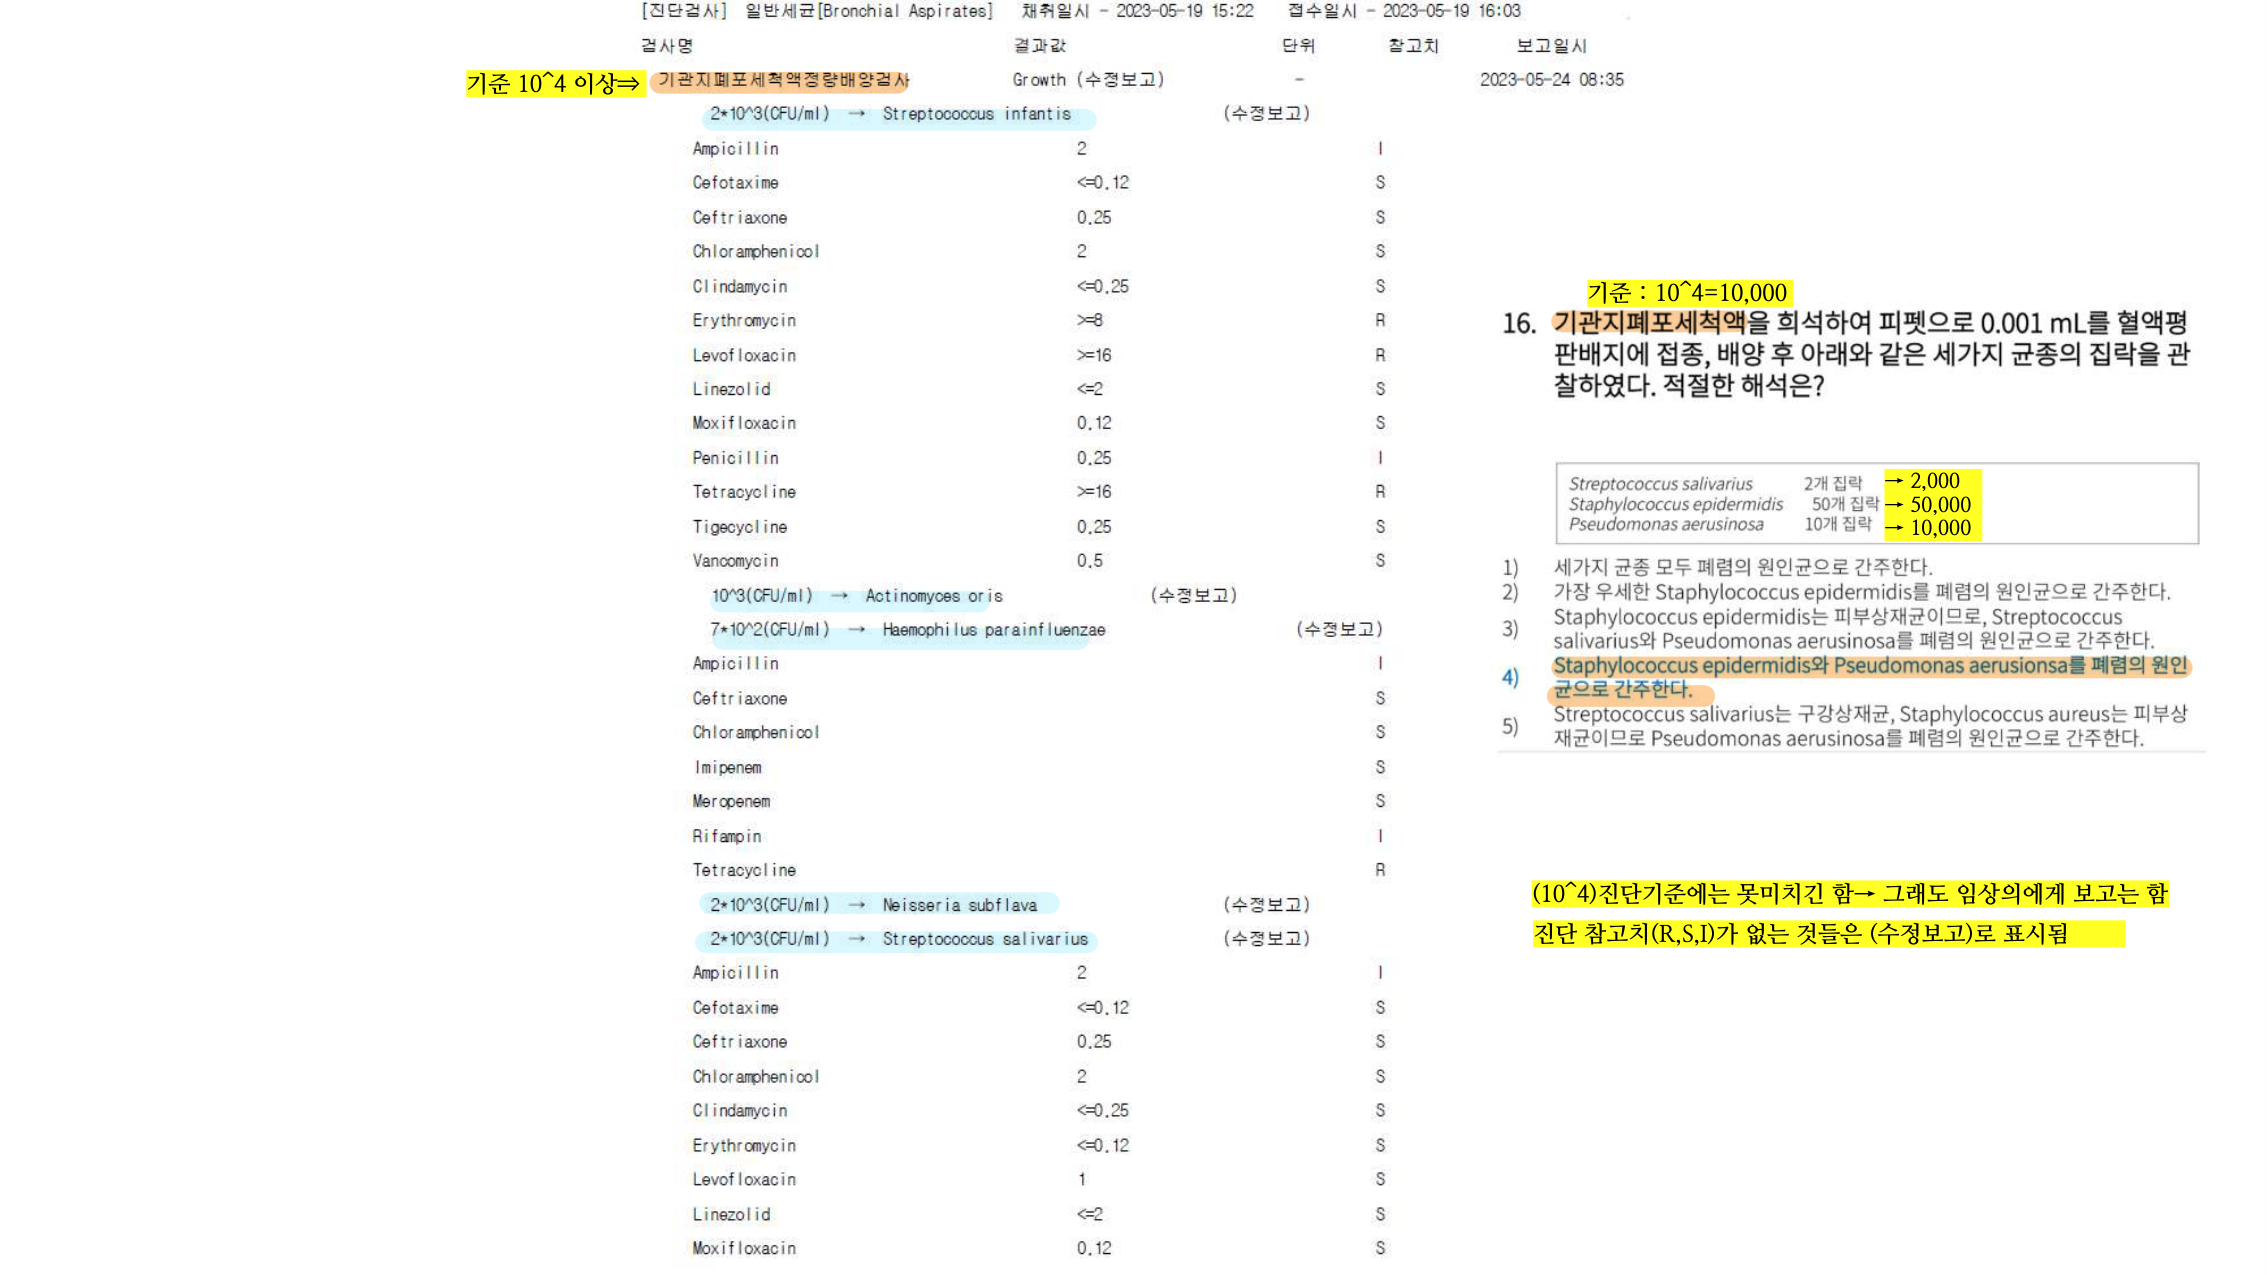 [진단검사] 일반세균[Bronchial Aspirates] 채취일시 - 2023-05-19 15:22 접수일시 - 2023-05-19 16:03
검사명 결과값 단위 참고치 보고일시
기준 10^4 이상⇒ 기관지폐포세척액정량배양검사 Growth (수정보고) - 2023-05-24 08:35
2*10^3(CFU/ml) → Streptococcus infantis (수정보고)
Ampicillin 2 I
Cefotaxime <=0.12 S
Ceftriaxone 0.25 S
Chloramphenicol 2 S
Clindamycin <=0.25 S
Erythromycin >=8 R
Levofloxacin >=16 R
Linezolid <=2 S
Moxifloxacin 0.12 S
Penicillin 0.25 I
Tetracycline >=16 R
Tigecycline 0.25 S
Vancomycin 0.5 S
10^3(CFU/ml) → Actinomyces oris (수정보고)
7*10^2(CFU/ml) → Haemophilus parainfluenzae (수정보고)
Ampicillin I
Ceftriaxone S
Chloramphenicol S
Imipenem S
Meropenem S
Rifampin I
Tetracycline R
2*10^3(CFU/ml) → Neisseria subflava (수정보고)
2*10^3(CFU/ml) → Streptococcus salivarius (수정보고)
Ampicillin 2 I
Cefotaxime <=0.12 S
Ceftriaxone 0.25 S
Chloramphenicol 2 S
Clindamycin <=0.25 S
Erythromycin <=0.12 S
Levofloxacin 1 S
Linezolid <=2 S
Moxifloxacin 0.12 S
기준 : 10^4=10,000
16. 기관지폐포세척액을 희석하여 피펫으로 0.001 mL를 혈액평
판배지에 접종, 배양 후 아래와 같은 세가지 균종의 집락을 관
찰하였다. 적절한 해석은?
Streptococcus salivarius 2개 집락 → 2,000
Staphylococcus epidermidis 50개 집락 → 50,000
Pseudomonas aerusinosa 10개 집락 → 10,000
1) 세가지 균종 모두 폐렴의 원인균으로 간주한다.
2) 가장 우세한 Staphylococcus epidermidis를 폐렴의 원인균으로 간주한다.
3) Staphylococcus epidermidis는 피부상재균이므로, Streptococcus
salivarius와 Pseudomonas aerusinosa를 폐렴의 원인균으로 간주한다.
4) Staphylococcus epidermidis와 Pseudomonas aerusionsa를 폐렴의 원인
균으로 간주한다.
5) Streptococcus salivarius는 구강상재균, Staphylococcus aureus는 피부상
재균이므로 Pseudomonas aerusinosa를 폐렴의 원인균으로 간주한다.
(10^4)진단기준에는 못미치긴 함→ 그래도 임상의에게 보고는 함
진단 참고치(R,S,I)가 없는 것들은 (수정보고)로 표시됨